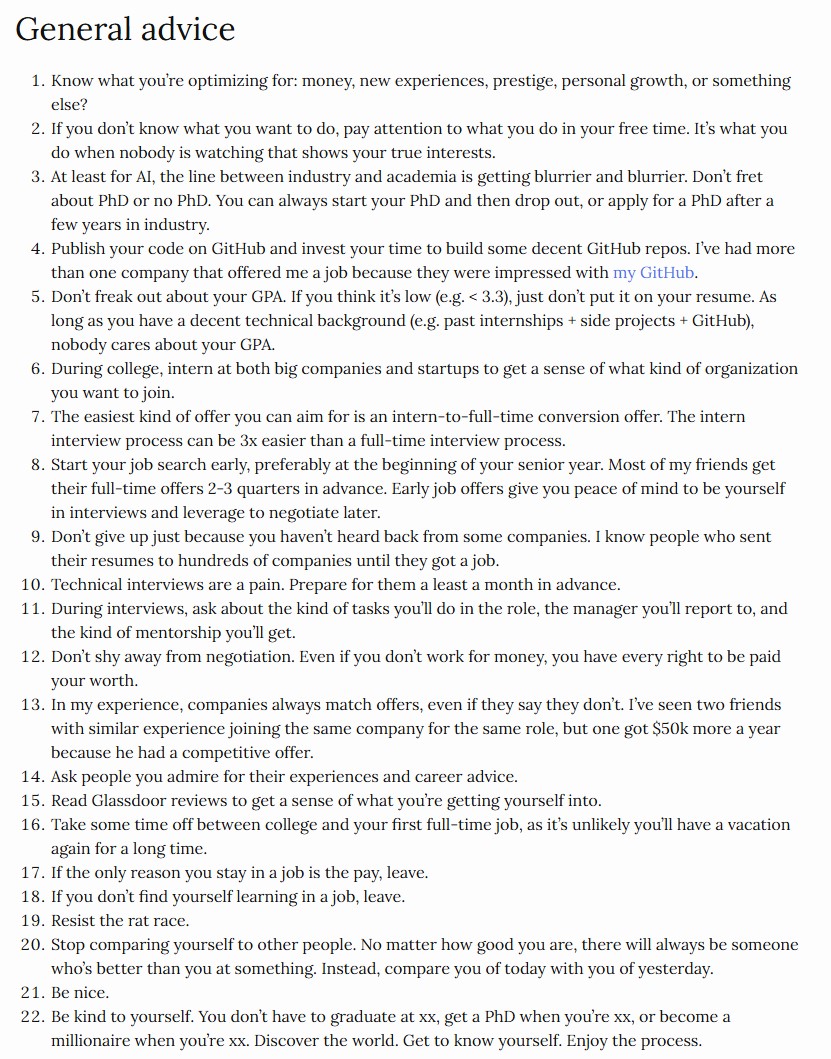 General advice
1. Know what you’re optimizing for: money, new experiences, prestige, personal growth, or something
else?
2. If you don’t know what you want to do, pay attention to what you do in your free time. It’s what you
do when nobody is watching that shows your true interests.
3. At least for AI, the line between industry and academia is getting blurrier and blurrier. Don’t fret
about PhD or no PhD. You can always start your PhD and then drop out, or apply for a PhD after a
few years in industry.
4. Publish your code on GitHub and invest your time to build some decent GitHub repos. I’ve had more
than one company that offered me a job because they were impressed with my GitHub.
5. Don’t freak out about your GPA. If you think it’s low (e.g. < 3.3), just don’t put it on your resume. As
long as you have a decent technical background (e.g. past internships + side projects + GitHub),
nobody cares about your GPA.
6. During college, intern at both big companies and startups to get a sense of what kind of organization
you want to join.
7. The easiest kind of offer you can aim for is an intern-to-full-time conversion offer. The intern
interview process can be 3x easier than a full-time interview process.
8. Start your job search early, preferably at the beginning of your senior year. Most of my friends get
their full-time offers 2-3 quarters in advance. Early job offers give you peace of mind to be yourself
in interviews and leverage to negotiate later.
9. Don’t give up just because you haven’t heard back from some companies. I know people who sent
their resumes to hundreds of companies until they got a job.
10. Technical interviews are a pain. Prepare for them a least a month in advance.
11. During interviews, ask about the kind of tasks you’ll do in the role, the manager you’ll report to, and
the kind of mentorship you’ll get.
12. Don’t shy away from negotiation. Even if you don’t work for money, you have every right to be paid
your worth.
13. In my experience, companies always match offers, even if they say they don’t. I’ve seen two friends
with similar experience joining the same company for the same role, but one got $50k more a year
because he had a competitive offer.
14. Ask people you admire for their experiences and career advice.
15. Read Glassdoor reviews to get a sense of what you’re getting yourself into.
16. Take some time off between college and your first full-time job, as it’s unlikely you’ll have a vacation
again for a long time.
17. If the only reason you stay in a job is the pay, leave.
18. If you don’t find yourself learning in a job, leave.
19. Resist the rat race.
20. Stop comparing yourself to other people. No matter how good you are, there will always be someone
who’s better than you at something. Instead, compare you of today with you of yesterday.
21. Be nice.
22. Be kind to yourself. You don’t have to graduate at xx, get a PhD when you’re xx, or become a
millionaire when you’re xx. Discover the world. Get to know yourself. Enjoy the process.